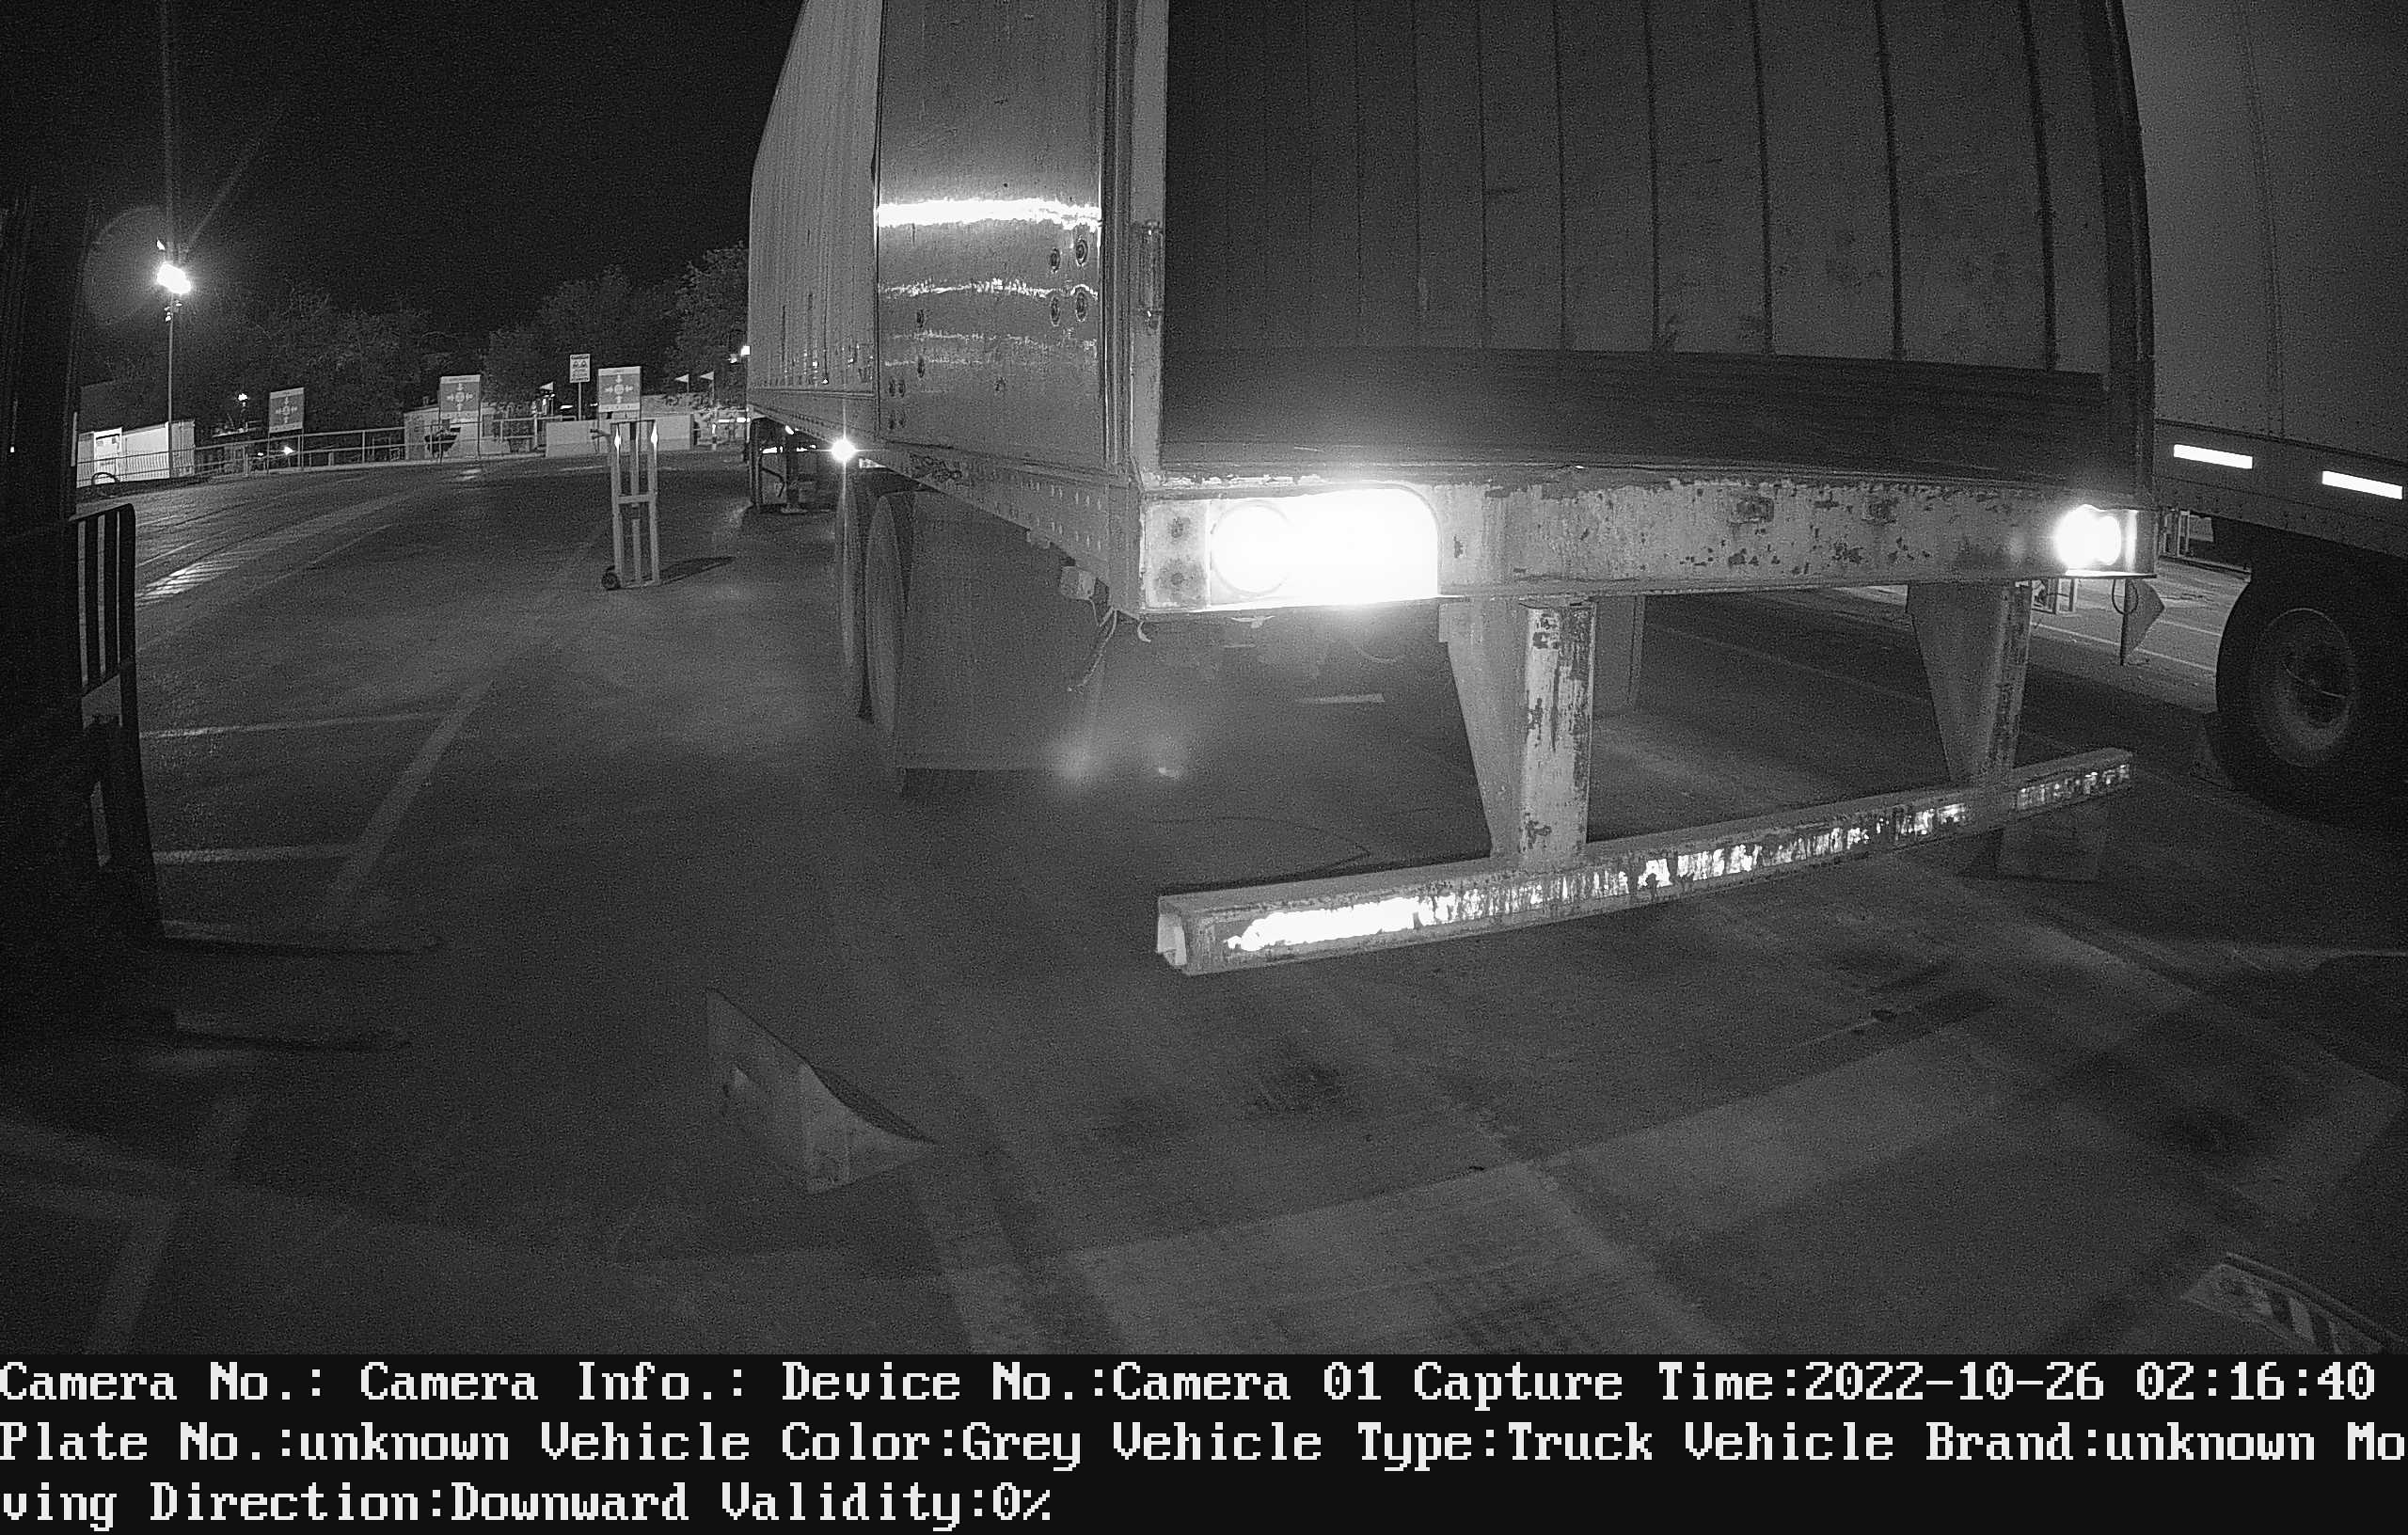 Camera No.: Camera Info.: Device No.:Camera 01 Capture Time:2022-10-26 02:16:40
Plate No.:unknown Vehicle Color:Grey Vehicle Type:Truck Vehicle Brand:unknown Mo
ving Direction:Downward Validity:0%